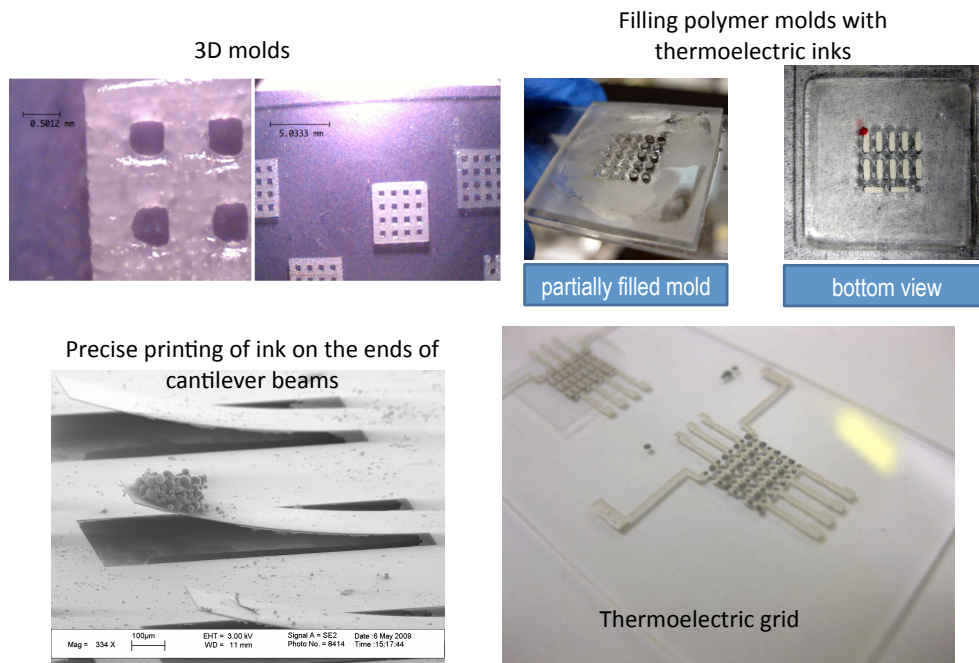 3D molds
Filling polymer molds with
thermoelectric inks
0.5012 mm
5.0333 mm
partially filled mold
bottom view
Precise printing of ink on the ends of
cantilever beams
Mag = 334 X
100µm
EHT = 3.00 kV
WD = 11 mm
Signal A = SE2
Photo No. = 8414
Date :6 May 2009
Time :15:17:44
Thermoelectric grid